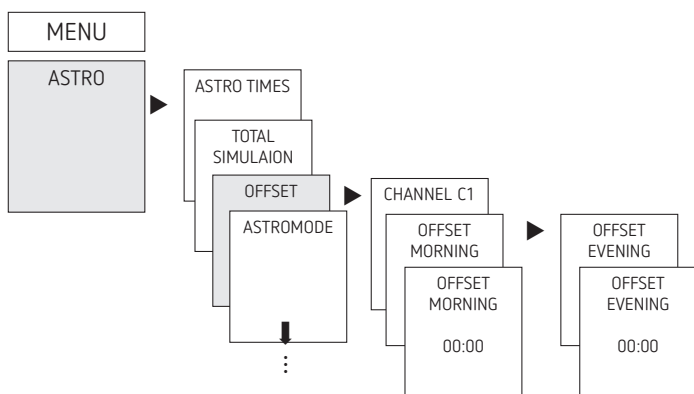 MENU
ASTRO
ASTRO TIMES
TOTAL
SIMULAION
OFFSET
ASTROMODE
CHANNEL C1
OFFSET
MORNING
OFFSET
MORNING
00:00
OFFSET
EVENING
OFFSET
EVENING
00:00